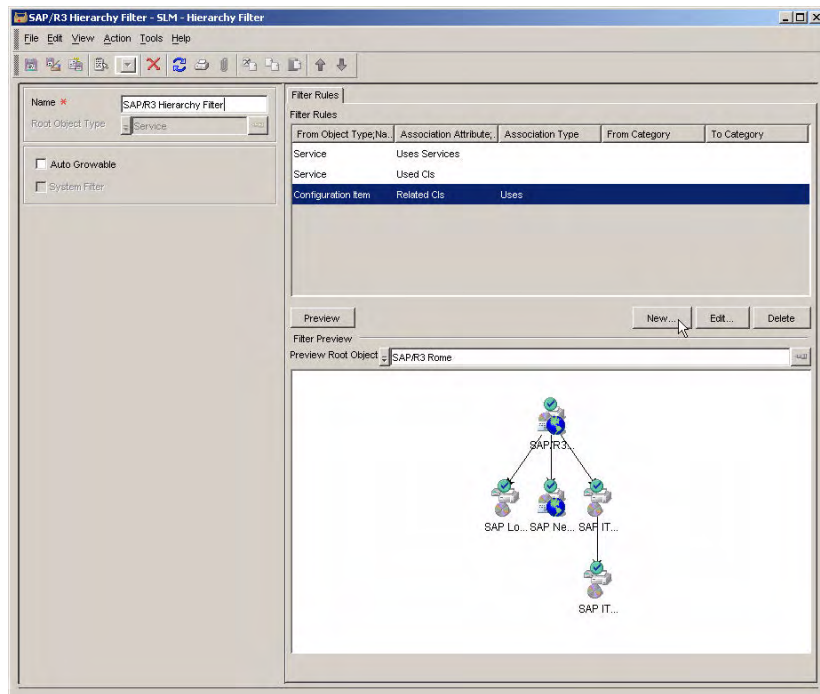 SAP/R3 Hierarchy Filter - SLM - Hierarchy Filter
File Edit View Action Tools Help
Name
SAP/R3 Hierarchy Filter
Root Object Type
Service
Auto Growable
System Filter
Filter Rules
Filter Rules
From Object Type;Na.. Association Attribute;.. Association Type From Category To Category
Service Uses Services
Service Used CIs
Configuration Item Related CIs Uses
Preview New... Edit... Delete
Filter Preview
Preview Root Object SAP/R3 Rome
SAP/R3...
SAP Lo... SAP Ne... SAP IT...
SAP IT...